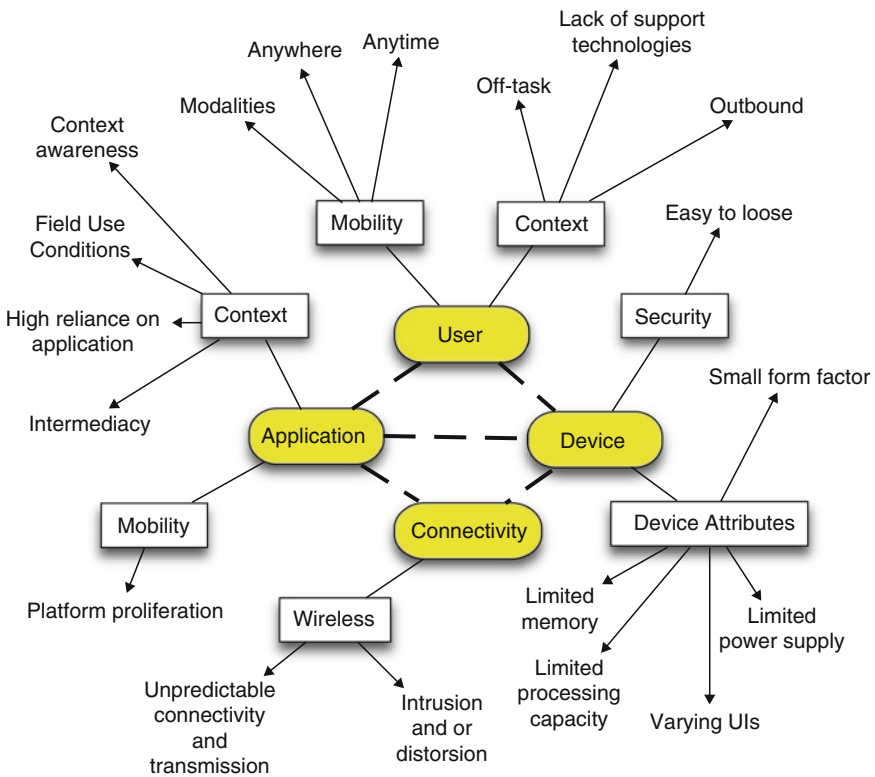 Lack of support
technologies
Anywhere
Anytime
Off-task
Modalities
Outbound
Context
awareness
Mobility
Context
Easy to loose
Field Use
Conditions
High reliance on
application
Context
User
Security
Small form factor
Intermediacy
Application
Device
Mobility
Connectivity
Device Attributes
Platform proliferation
Wireless
Limited
memory
Limited
power supply
Unpredictable
connectivity
and
transmission
Intrusion
and or
distorsion
Limited
processing
capacity
Varying UIs